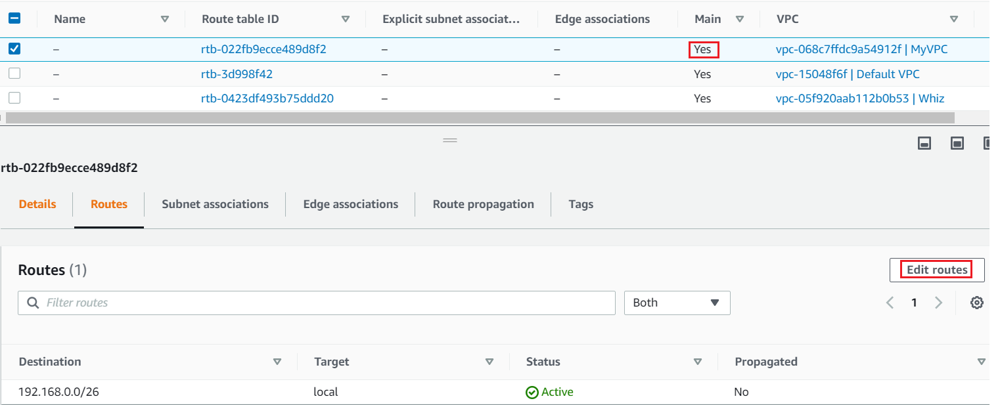 Name Route table ID Explicit subnet associat... Edge associations Main VPC
– rtb-022fb9ecce489d8f2 – – Yes vpc-068c7ffdc9a54912f | MyVPC
– rtb-3d998f42 – – Yes vpc-15048f6f | Default VPC
– rtb-0423df493b75ddd20 – – Yes vpc-05f920aab112b0b53 | Whiz
rtb-022fb9ecce489d8f2
Details Routes Subnet associations Edge associations Route propagation Tags
Routes (1) Edit routes
Filter routes Both 1
Destination Target Status Propagated
192.168.0.0/26 local Active No